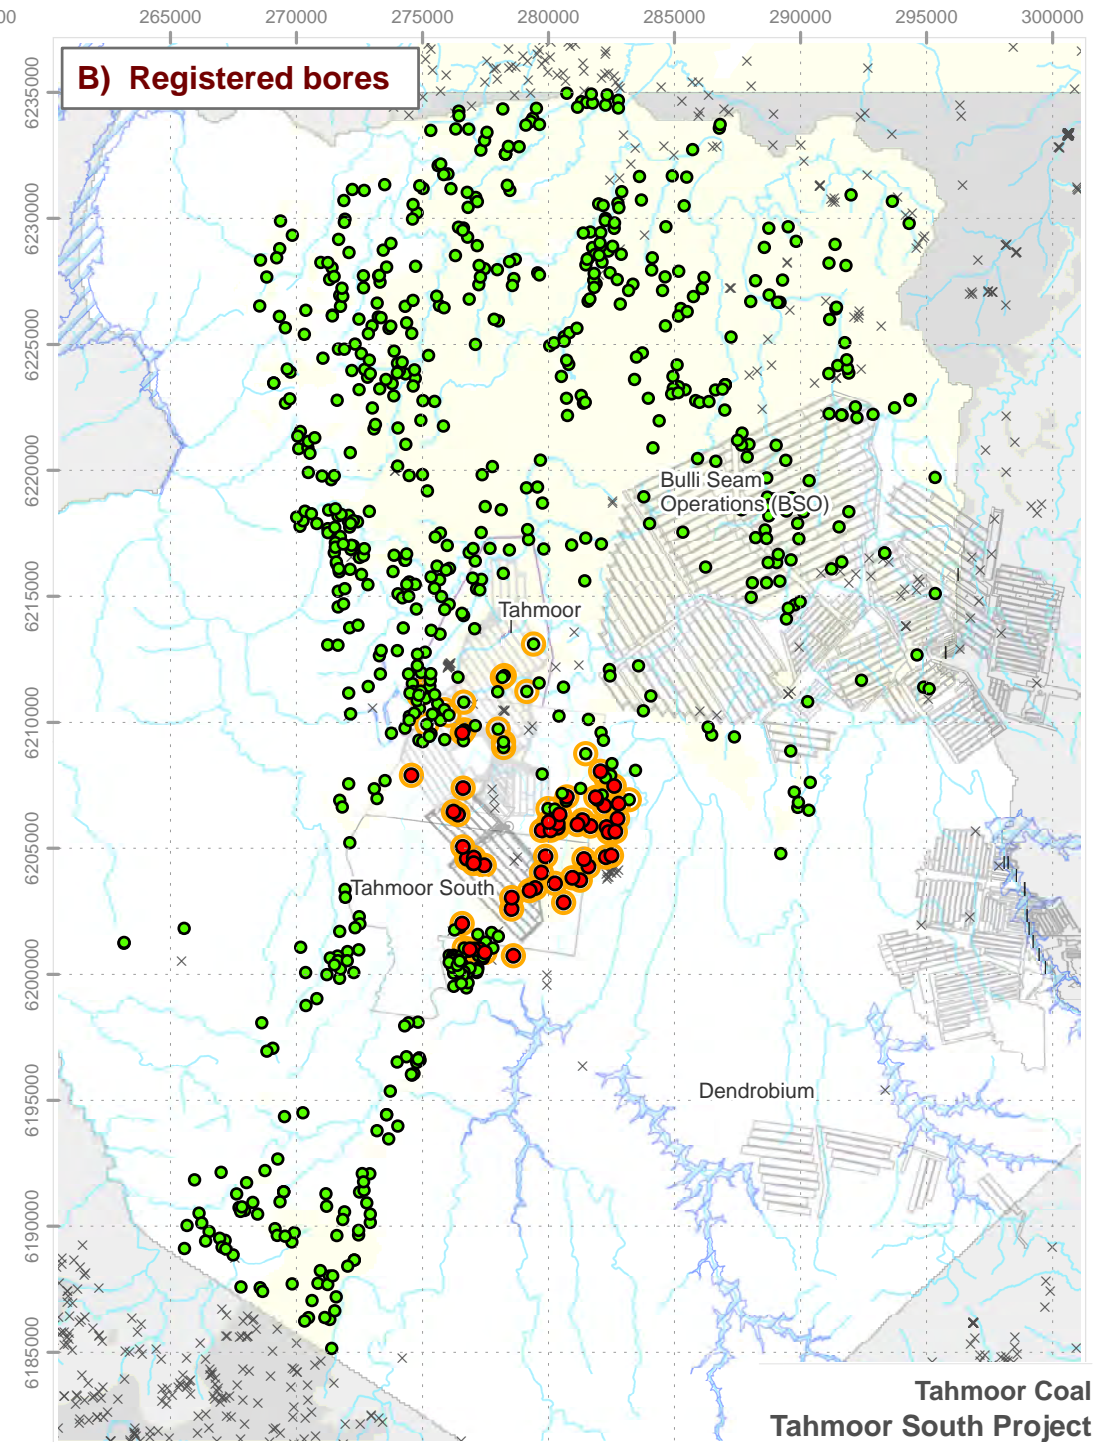 00 265000 270000 275000 280000 285000 290000 295000 300000
B) Registered bores
6235000
6230000
6225000
6220000
Bulli Seam
Operations (BSO)
6215000
Tahmoor
6210000
6205000
Tahmoor South
6200000
6195000
Dendrobium
6190000
6185000
Tahmoor Coal
Tahmoor South Project